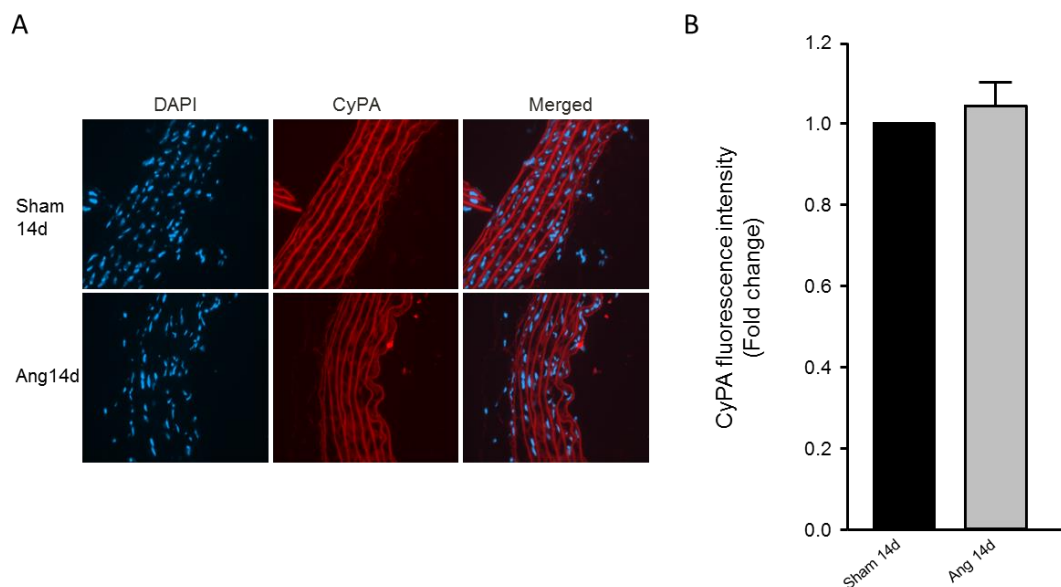 A
DAPI CyPA Merged
Sham
14d
Ang14d
B
CyPA fluorescence intensity
(Fold change)
1.2
1.0
0.8
0.6
0.4
0.2
0.0
Sham 14d
Ang 14d